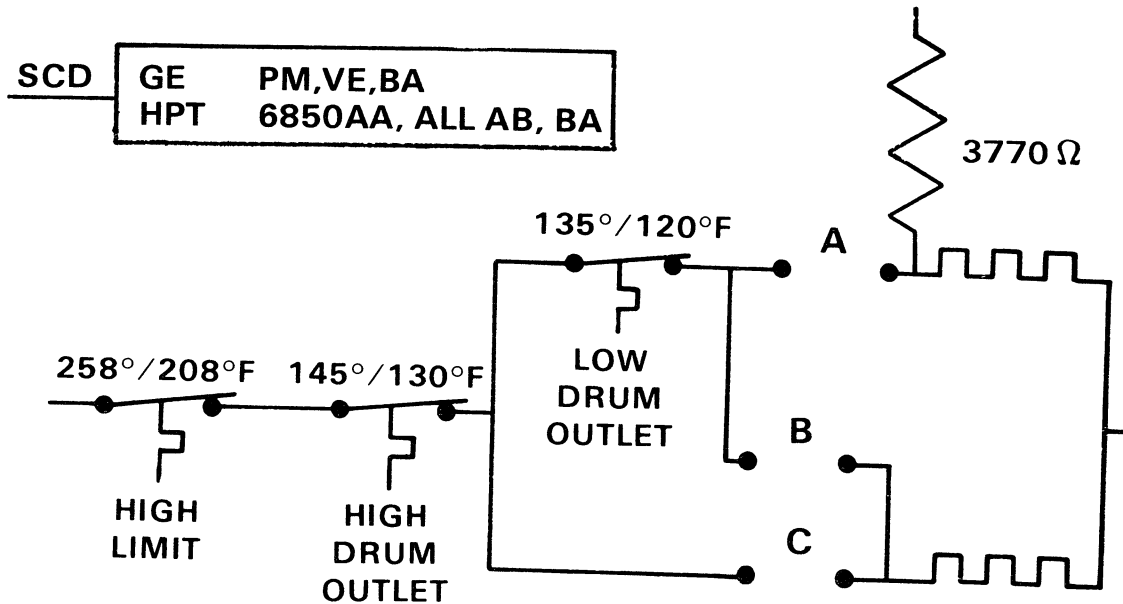 SCD
GE PM,VE,BA
HPT 6850AA, ALL AB, BA
3770 Ω
135°/120°F
A
LOW
DRUM
OUTLET
258°/208°F
145°/130°F
B
HIGH
LIMIT
HIGH
DRUM
OUTLET
C